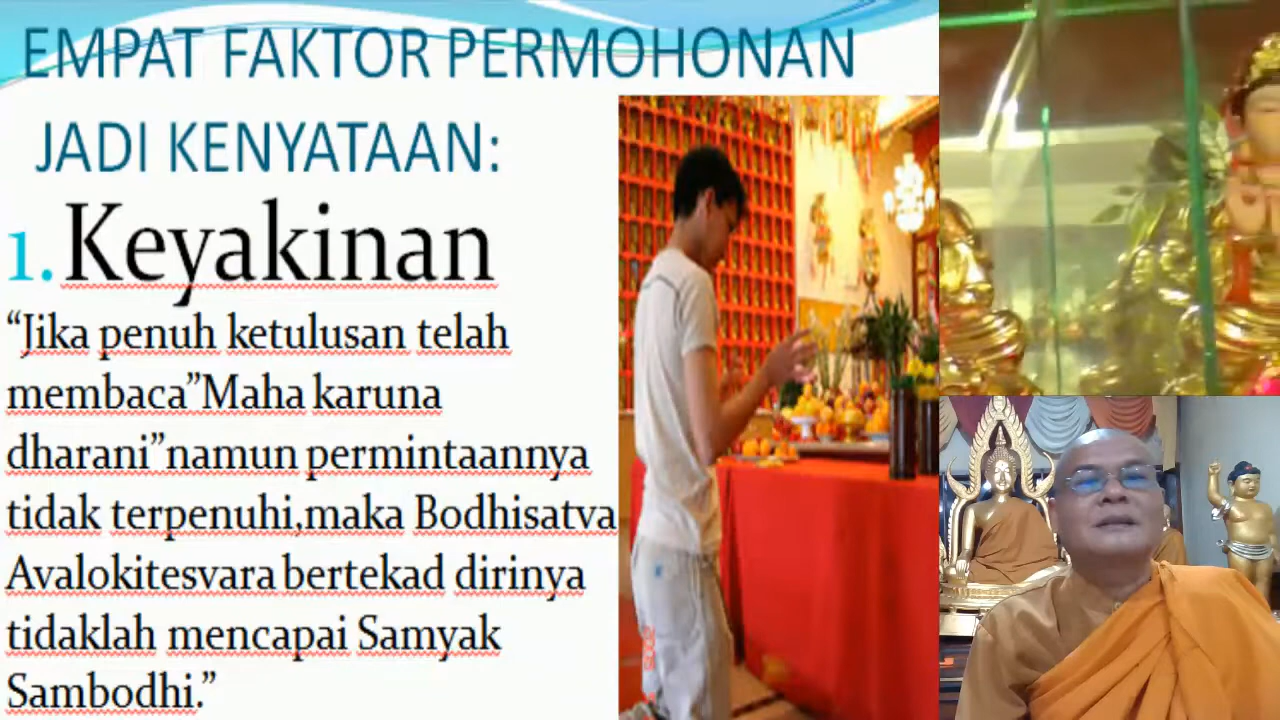 EMPAT FAKTOR PERMOHONAN
JADI KENYATAAN:
1. Keyakinan
“Jika penuh ketulusan telah
membaca”Maha karuna
dharani”namun permintaannya
tidak terpenuhi,maka Bodhisatva
Avalokitesvara bertekad dirinya
tidaklah mencapai Samyak
Sambodhi.”